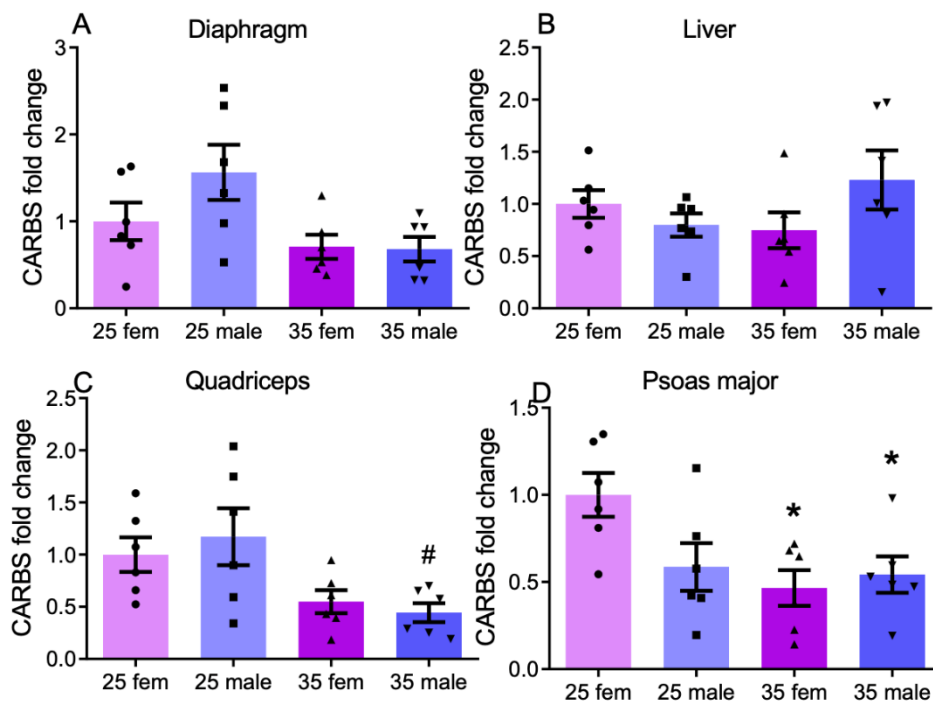 A
Diaphragm
CARBS fold change
3
2
1
0
25 fem
25 male
35 fem
35 male
B
Liver
CARBS fold change
2.5
2.0
1.5
1.0
0.5
0.0
25 fem
25 male
35 fem
35 male
C
Quadriceps
CARBS fold change
2.5
2.0
1.5
1.0
0.5
0.0
#
25 fem
25 male
35 fem
35 male
D
Psoas major
CARBS fold change
1.5
1.0
0.5
0.0
*
*
25 fem
25 male
35 fem
35 male